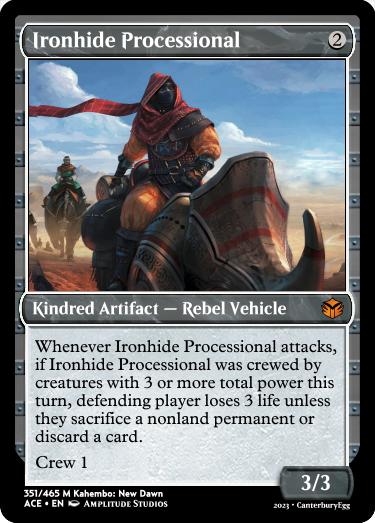 Ironhide Processional 2
Kindred Artifact — Rebel Vehicle
Whenever Ironhide Processional attacks,
if Ironhide Processional was crewed by
creatures with 3 or more total power this
turn, defending player loses 3 life unless
they sacrifice a nonland permanent or
discard a card.
Crew 1
3/3
351/465 M Kahembo: New Dawn
ACE • EN Amplitude Studios
2023 • CanterburyEgg